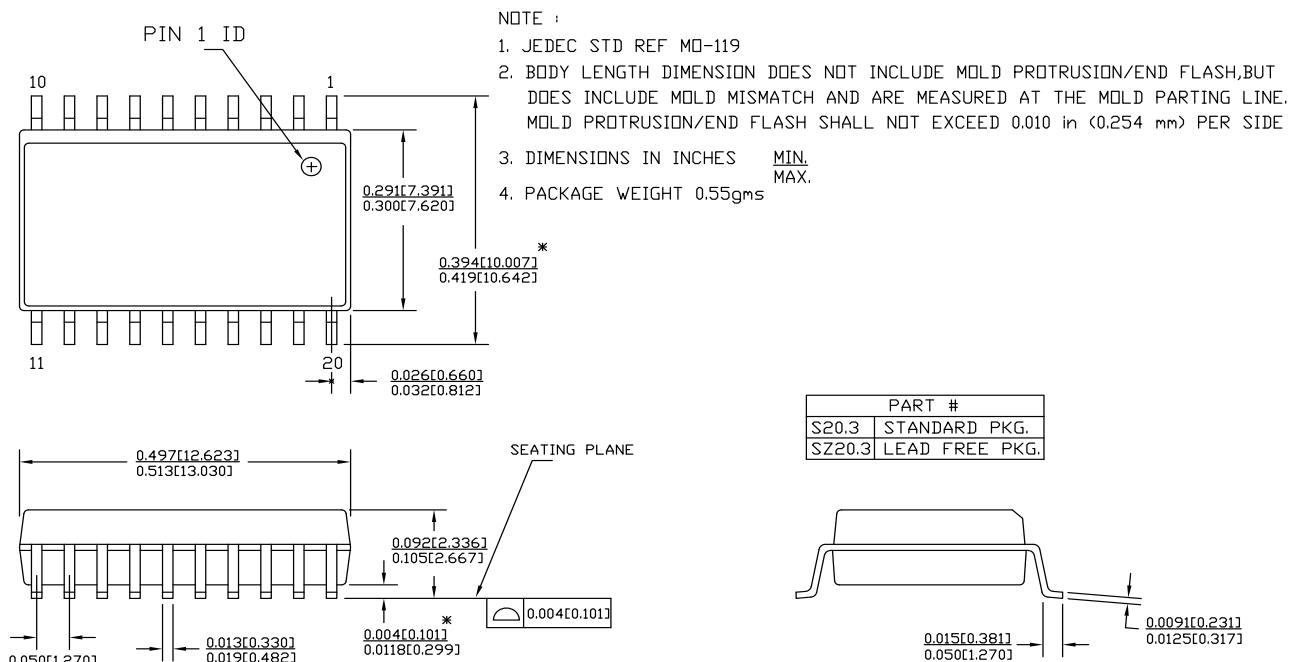 PIN 1 ID
10
1
11
20
0.291[7.391]
0.300[7.620]
*
0.394[10.007]
0.419[10.642]
0.026[0.660]
0.032[0.812]
NOTE :
1. JEDEC STD REF MO-119
2. BODY LENGTH DIMENSION DOES NOT INCLUDE MOLD PROTRUSION/END FLASH,BUT
DOES INCLUDE MOLD MISMATCH AND ARE MEASURED AT THE MOLD PARTING LINE.
MOLD PROTRUSION/END FLASH SHALL NOT EXCEED 0.010 in (0.254 mm) PER SIDE
3. DIMENSIONS IN INCHES MIN.
MAX.
4. PACKAGE WEIGHT 0.55gms
PART #
S20.3 STANDARD PKG.
SZ20.3 LEAD FREE PKG.
0.497[12.623]
0.513[13.030]
SEATING PLANE
0.092[2.336]
0.105[2.667]
0.004[0.101]
*
0.004[0.101]
0.0118[0.299]
0.050[1.270]
0.013[0.330]
0.019[0.482]
0.015[0.381]
0.050[1.270]
0.0091[0.231]
0.0125[0.317]